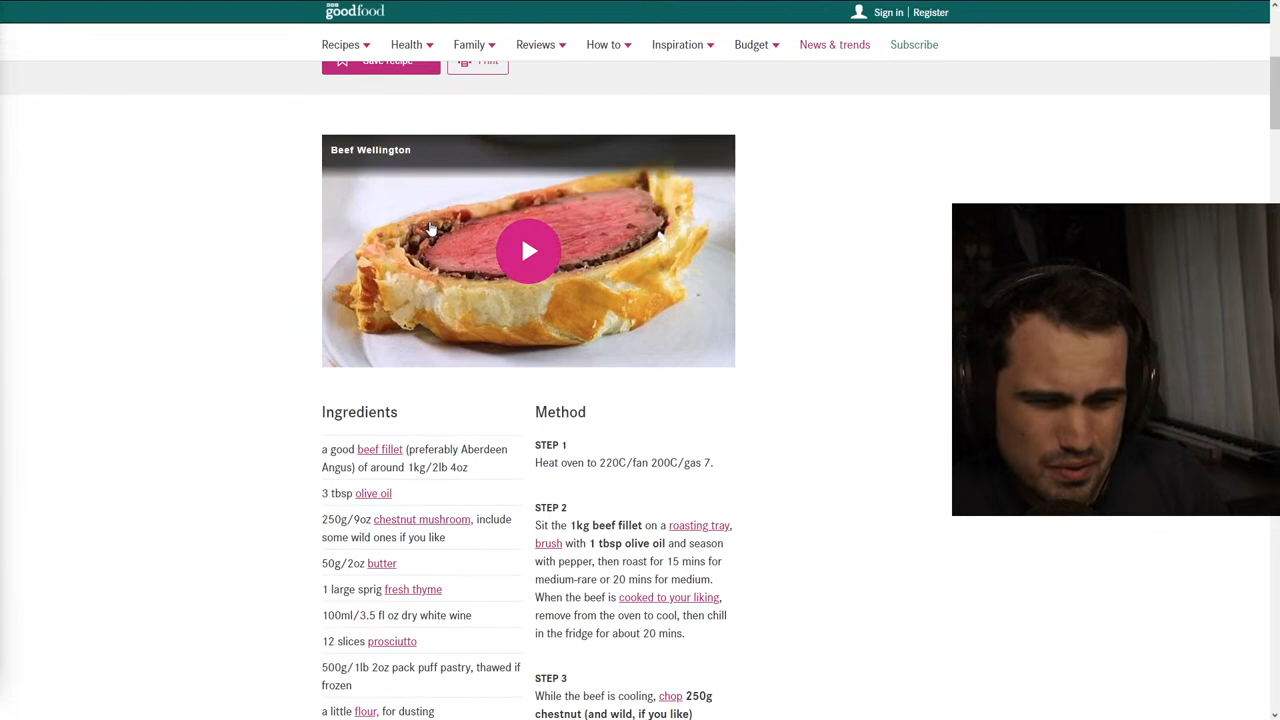 BBC goodfood
Sign in | Register
Recipes Health Family Reviews How to Inspiration Budget News & trends Subscribe
Save recipe Print
Beef Wellington
Ingredients
a good beef fillet (preferably Aberdeen
Angus) of around 1kg/2lb 4oz
3 tbsp olive oil
250g/9oz chestnut mushroom, include
some wild ones if you like
50g/2oz butter
1 large sprig fresh thyme
100ml/3.5 fl oz dry white wine
12 slices prosciutto
500g/1lb 2oz pack puff pastry, thawed if
frozen
a little flour, for dusting
Method
STEP 1
Heat oven to 220C/fan 200C/gas 7.
STEP 2
Sit the 1kg beef fillet on a roasting tray,
brush with 1 tbsp olive oil and season
with pepper, then roast for 15 mins for
medium-rare or 20 mins for medium.
When the beef is cooked to your liking,
remove from the oven to cool, then chill
in the fridge for about 20 mins.
STEP 3
While the beef is cooling, chop 250g
chestnut (and wild, if you like)